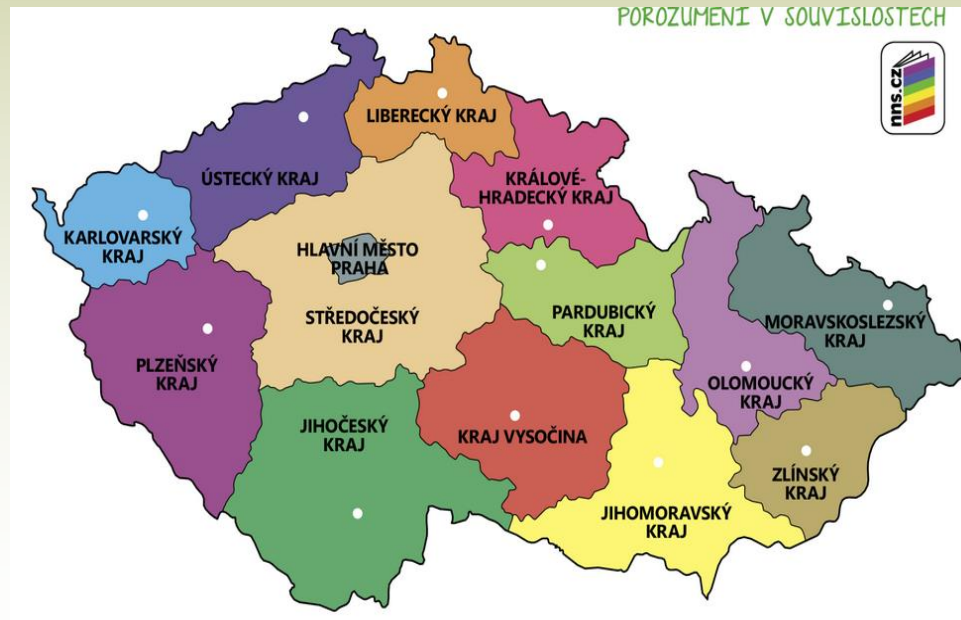 POROZUMENÍ V SOUVISLOSTECH
nns.cz
LIBERECKÝ KRAJ
ÚSTECKÝ KRAJ
KRÁLOVÉ-
HRADECKÝ KRAJ
KARLOVARSKÝ
KRAJ
HLAVNÍ MĚSTO
PRAHA
STŘEDOČESKÝ
KRAJ
PARDUBICKÝ
KRAJ
MORAVSKOSLEZSKÝ
KRAJ
PLZEŇSKÝ
KRAJ
OLOMOUCKÝ
KRAJ
JIHOČESKÝ
KRAJ
KRAJ VYSOČINA
ZLÍNSKÝ
KRAJ
JIHOMORAVSKÝ
KRAJ